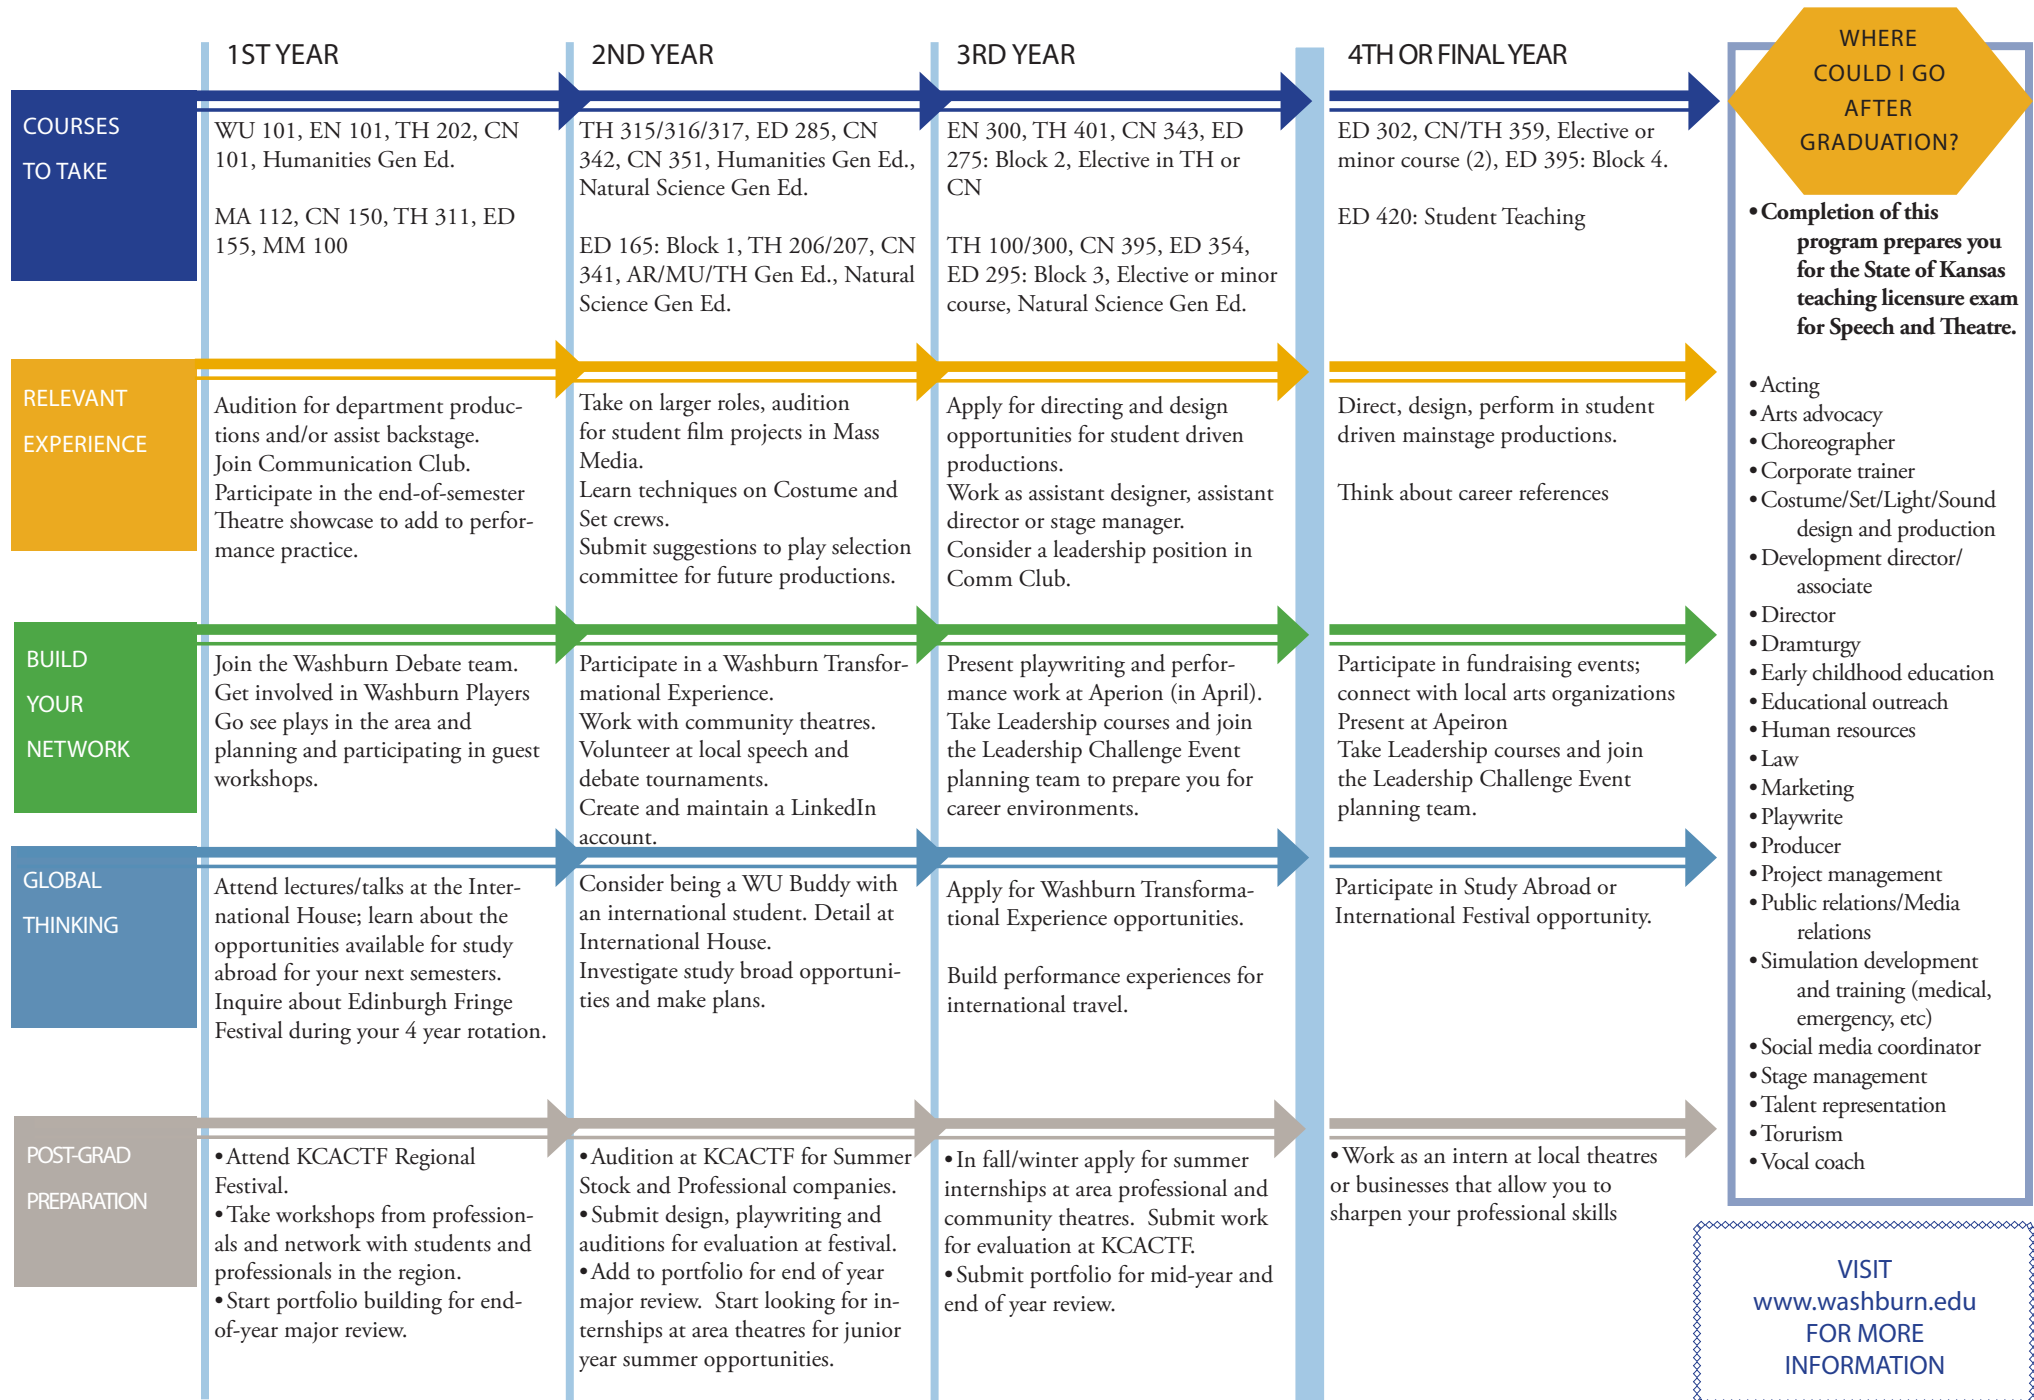 1ST YEAR
2ND YEAR
3RD YEAR
4TH OR FINAL YEAR
COURSES
TO TAKE
WU 101, EN 101, TH 202, CN
101, Humanities Gen Ed.
MA 112, CN 150, TH 311, ED
155, MM 100
TH 315/316/317, ED 285, CN
342, CN 351, Humanities Gen Ed.,
Natural Science Gen Ed.
ED 165: Block 1, TH 206/207, CN
341, AR/MU/TH Gen Ed., Natural
Science Gen Ed.
EN 300, TH 401, CN 343, ED
275: Block 2, Elective in TH or
CN
TH 100/300, CN 395, ED 354,
ED 295: Block 3, Elective or minor
course, Natural Science Gen Ed.
ED 302, CN/TH 359, Elective or
minor course (2), ED 395: Block 4.
ED 420: Student Teaching
RELEVANT
EXPERIENCE
Audition for department produc-
tions and/or assist backstage.
Join Communication Club.
Participate in the end-of-semester
Theatre showcase to add to perfor-
mance practice.
Take on larger roles, audition
for student film projects in Mass
Media.
Learn techniques on Costume and
Set crews.
Submit suggestions to play selection
committee for future productions.
Apply for directing and design
opportunities for student driven
productions.
Work as assistant designer, assistant
director or stage manager.
Consider a leadership position in
Comm Club.
Direct, design, perform in student
driven mainstage productions.
Think about career references
BUILD
YOUR
NETWORK
Join the Washburn Debate team.
Get involved in Washburn Players
Go see plays in the area and
planning and participating in guest
workshops.
Participate in a Washburn Transfor-
mational Experience.
Work with community theatres.
Volunteer at local speech and
debate tournaments.
Create and maintain a LinkedIn
account.
Present playwriting and perfor-
mance work at Aperion (in April).
Take Leadership courses and join
the Leadership Challenge Event
planning team to prepare you for
career environments.
Participate in fundraising events;
connect with local arts organizations
Present at Apeiron
Take Leadership courses and join
the Leadership Challenge Event
planning team.
GLOBAL
THINKING
Attend lectures/talks at the Inter-
national House; learn about the
opportunities available for study
abroad for your next semesters.
Inquire about Edinburgh Fringe
Festival during your 4 year rotation.
Consider being a WU Buddy with
an international student. Detail at
International House.
Investigate study broad opportuni-
ties and make plans.
Apply for Washburn Transforma-
tional Experience opportunities.
Build performance experiences for
international travel.
Participate in Study Abroad or
International Festival opportunity.
POST-GRAD
PREPARATION
• Attend KCACTF Regional
Festival.
• Take workshops from profession-
als and network with students and
professionals in the region.
• Start portfolio building for end-
of-year major review.
• Audition at KCACTF for Summer
Stock and Professional companies.
• Submit design, playwriting and
auditions for evaluation at festival.
• Add to portfolio for end of year
major review. Start looking for in-
ternships at area theatres for junior
year summer opportunities.
• In fall/winter apply for summer
internships at area professional and
community theatres. Submit work
for evaluation at KCACTF.
• Submit portfolio for mid-year and
end of year review.
• Work as an intern at local theatres
or businesses that allow you to
sharpen your professional skills
WHERE
COULD I GO
AFTER
GRADUATION?
• Completion of this
program prepares you
for the State of Kansas
teaching licensure exam
for Speech and Theatre.
• Acting
• Arts advocacy
• Choreographer
• Corporate trainer
• Costume/Set/Light/Sound
design and production
• Development director/
associate
• Director
• Dramturgy
• Early childhood education
• Educational outreach
• Human resources
• Law
• Marketing
• Playwrite
• Producer
• Project management
• Public relations/Media
relations
• Simulation development
and training (medical,
emergency, etc)
• Social media coordinator
• Stage management
• Talent representation
• Torurism
• Vocal coach
VISIT
www.washburn.edu
FOR MORE
INFORMATION